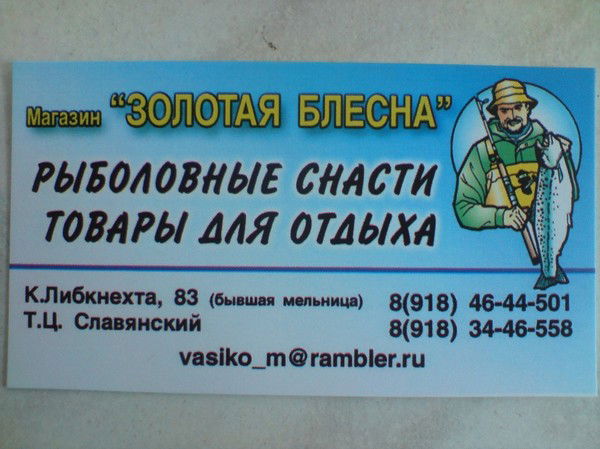 Магазин "ЗОЛОТАЯ БЛЕСНА"
РЫБОЛОВНЫЕ СНАСТИ
ТОВАРЫ ДЛЯ ОТДЫХА
К.Либкнехта, 83 (бывшая мельница) 8(918) 46-44-501
Т.Ц. Славянский 8(918) 34-46-558
vasiko_m@rambler.ru